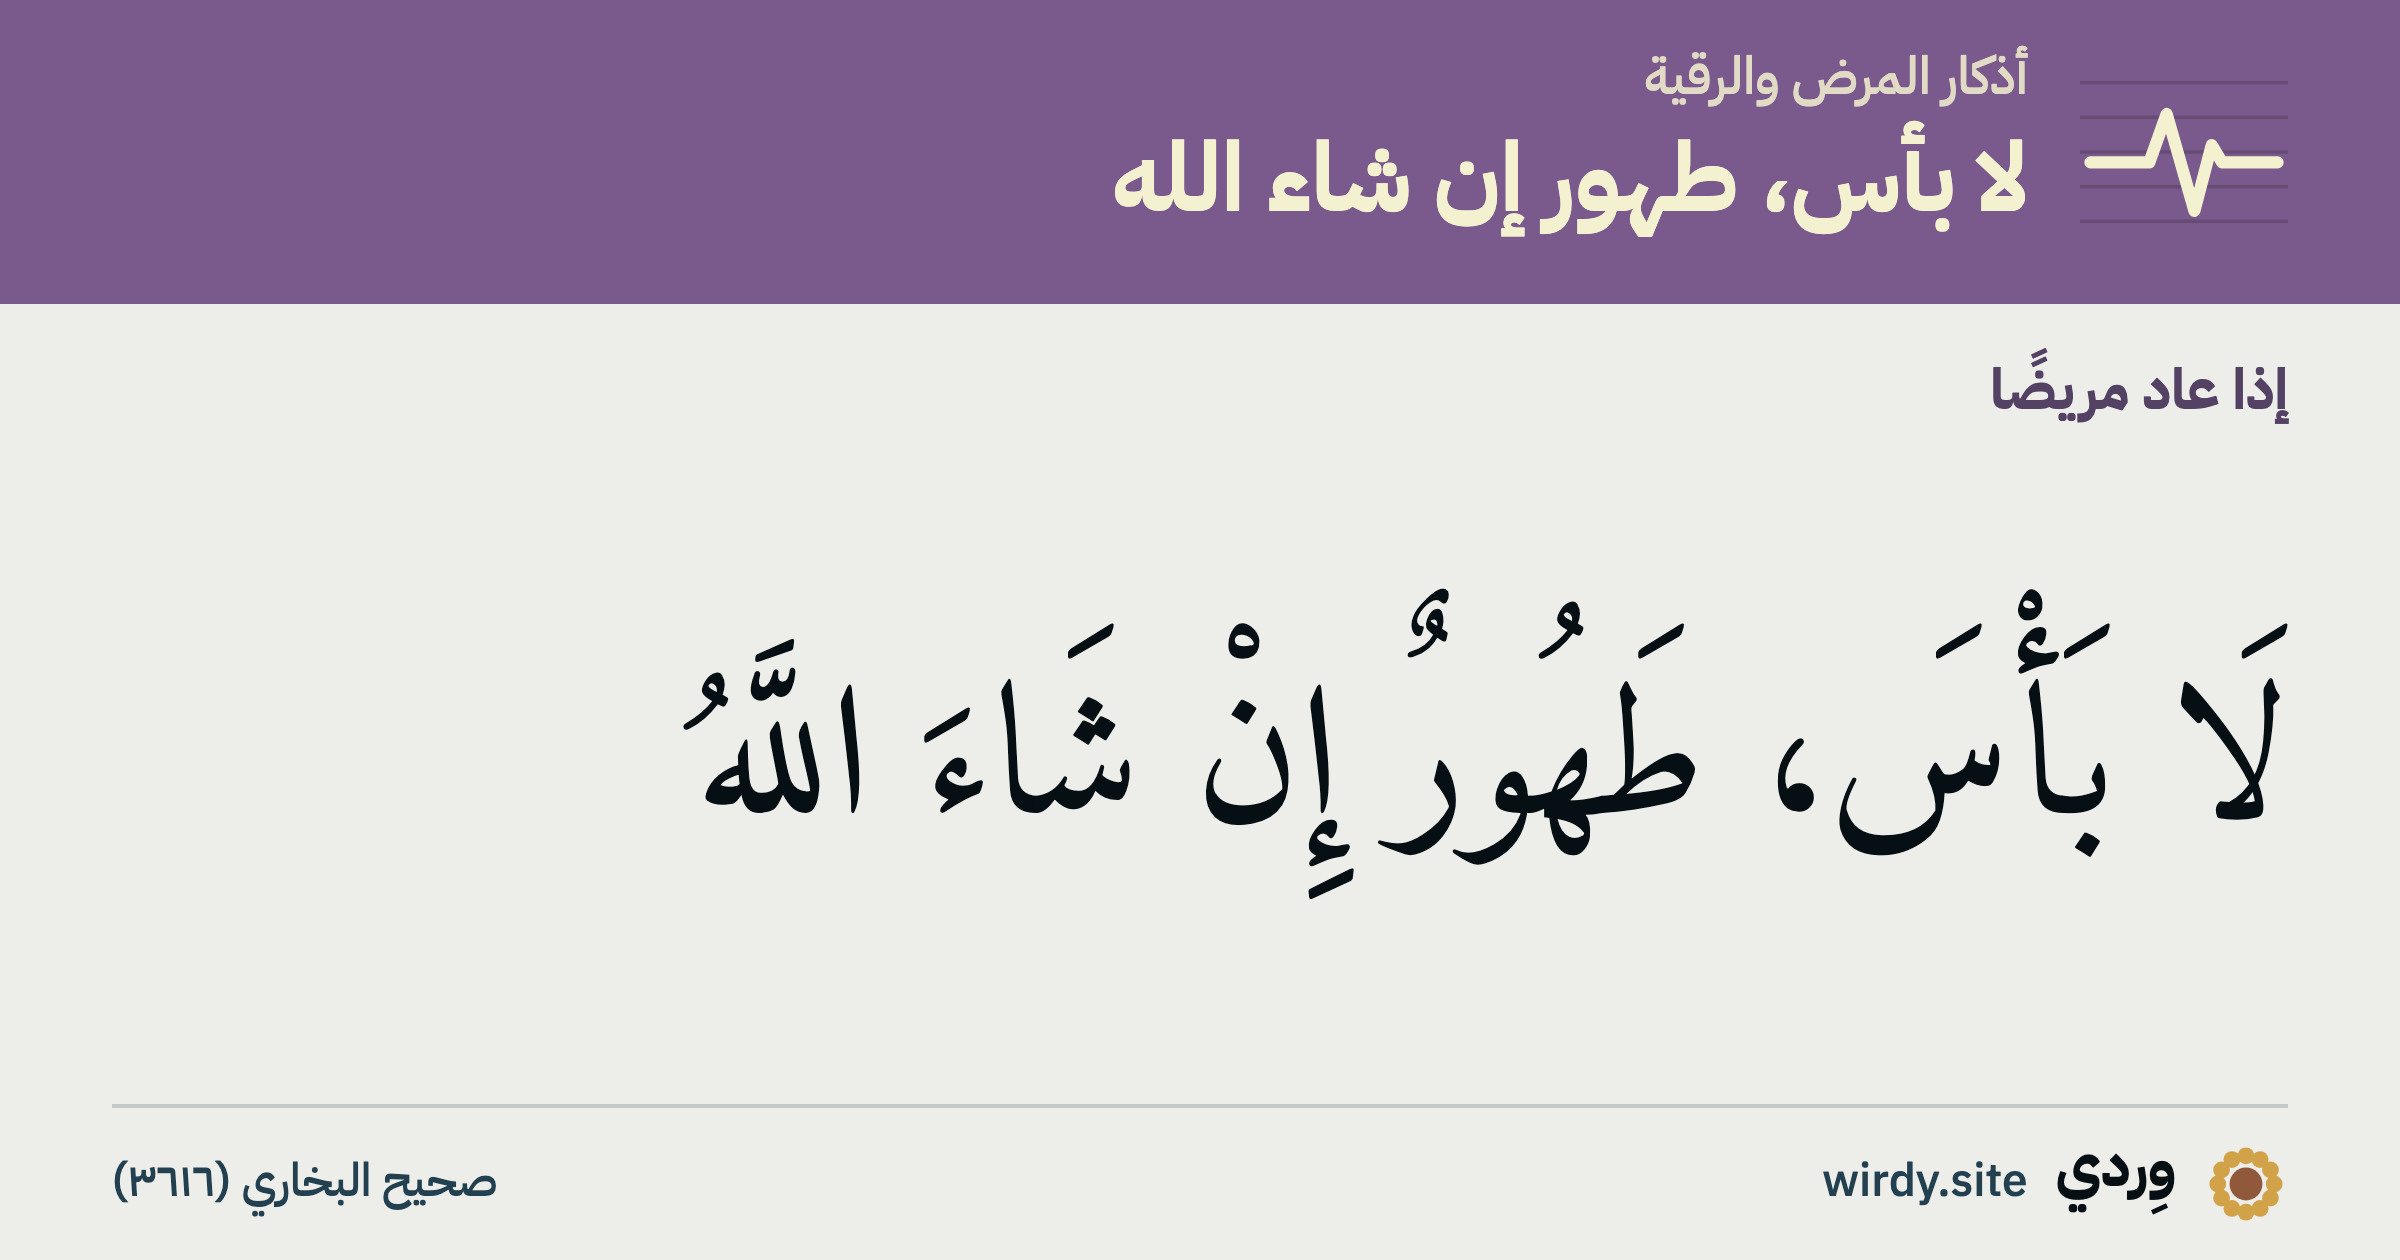 أذكار المرض والرقية
لا بأس، طهور إن شاء الله
إذا عاد مريضًا
لَا بَأْسَ، طَهُورٌ إِنْ شَاءَ اللَّهُ
وِردي wirdy.site
صحيح البخاري (٣٦١٦)